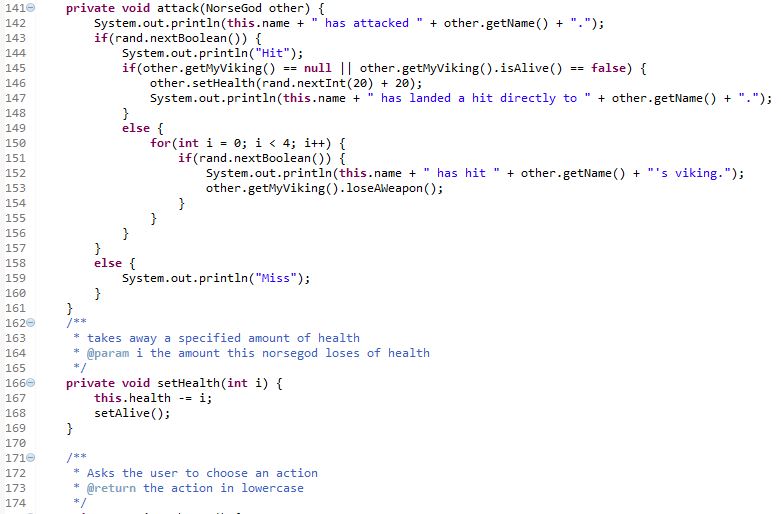 141 private void attack(NorseGod other) {
142 System.out.println(this.name + " has attacked " + other.getName() + ".");
143 if(rand.nextBoolean()) {
144 System.out.println("Hit");
145 if(other.getMyViking() == null || other.getMyViking().isAlive() == false) {
146 other.setHealth(rand.nextInt(20) + 20);
147 System.out.println(this.name + " has landed a hit directly to " + other.getName() + ".");
148 }
149 else {
150 for(int i = 0; i < 4; i++) {
151 if(rand.nextBoolean()) {
152 System.out.println(this.name + " has hit " + other.getName() + "'s viking.");
153 other.getMyViking().loseAWeapon();
154 }
155 }
156 }
157 }
158 else {
159 System.out.println("Miss");
160 }
161 }
162 /**
163 * takes away a specified amount of health
164 * @param i the amount this norsegod loses of health
165 */
166 private void setHealth(int i) {
167 this.health -= i;
168 setAlive();
169 }
170
171 /**
172 * Asks the user to choose an action
173 * @return the action in lowercase
174 */